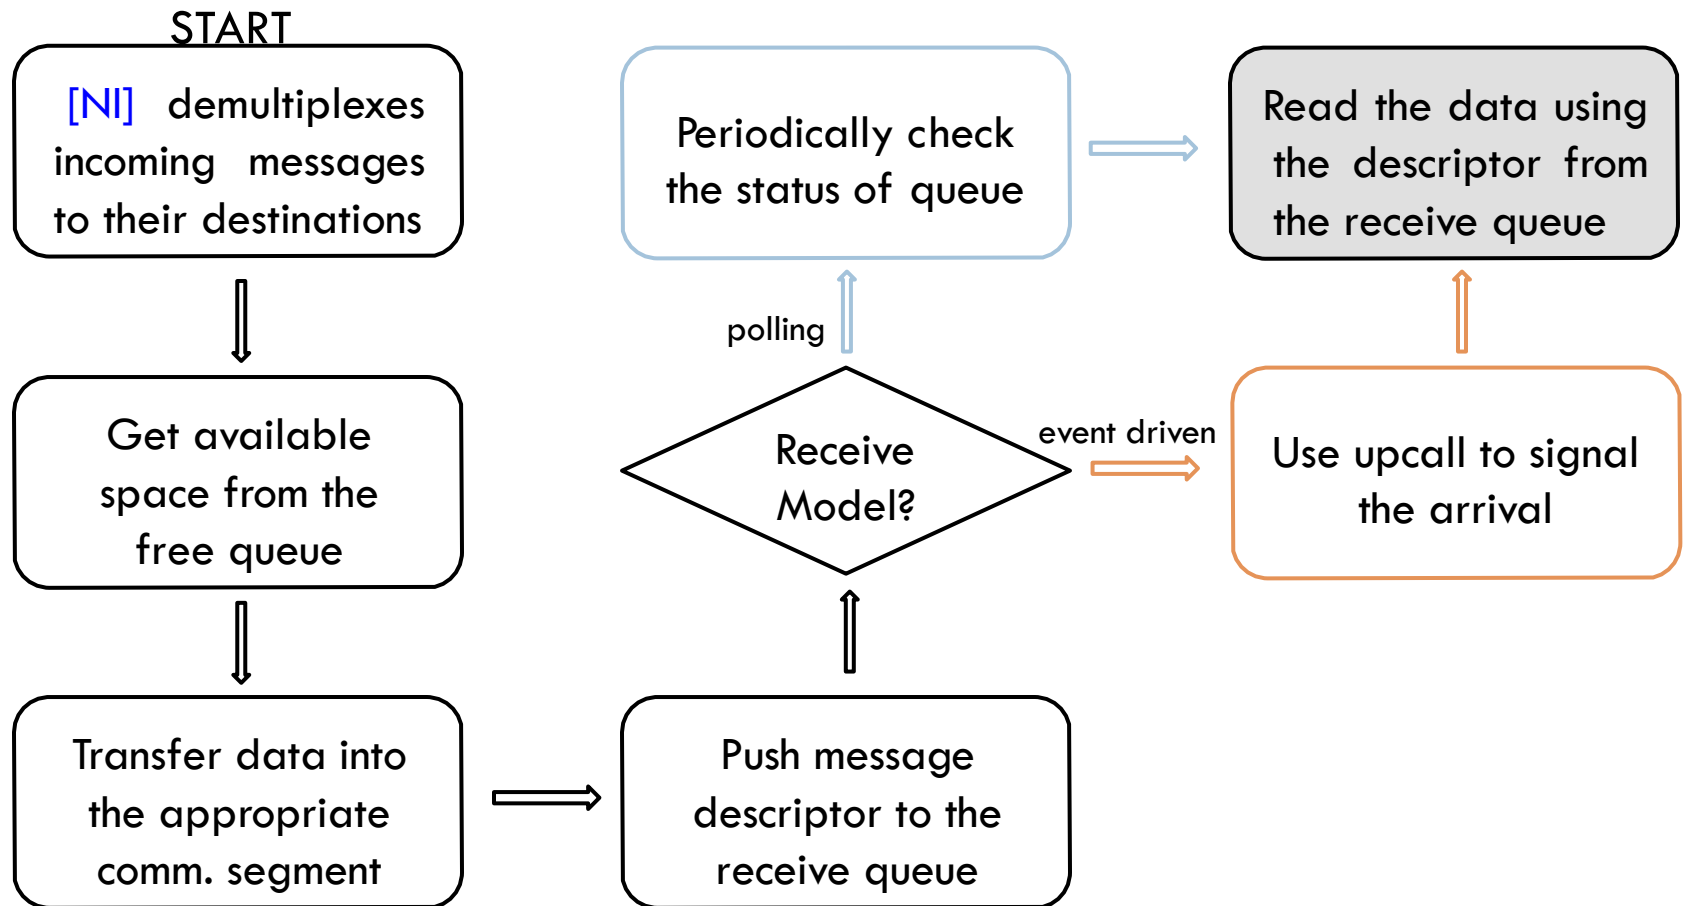 START
[NI] demultiplexes
incoming messages
to their destinations
Get available
space from the
free queue
Transfer data into
the appropriate
comm. segment
Push message
descriptor to the
receive queue
Receive
Model?
polling
Periodically check
the status of queue
event driven
Use upcall to signal
the arrival
Read the data using
the descriptor from
the receive queue